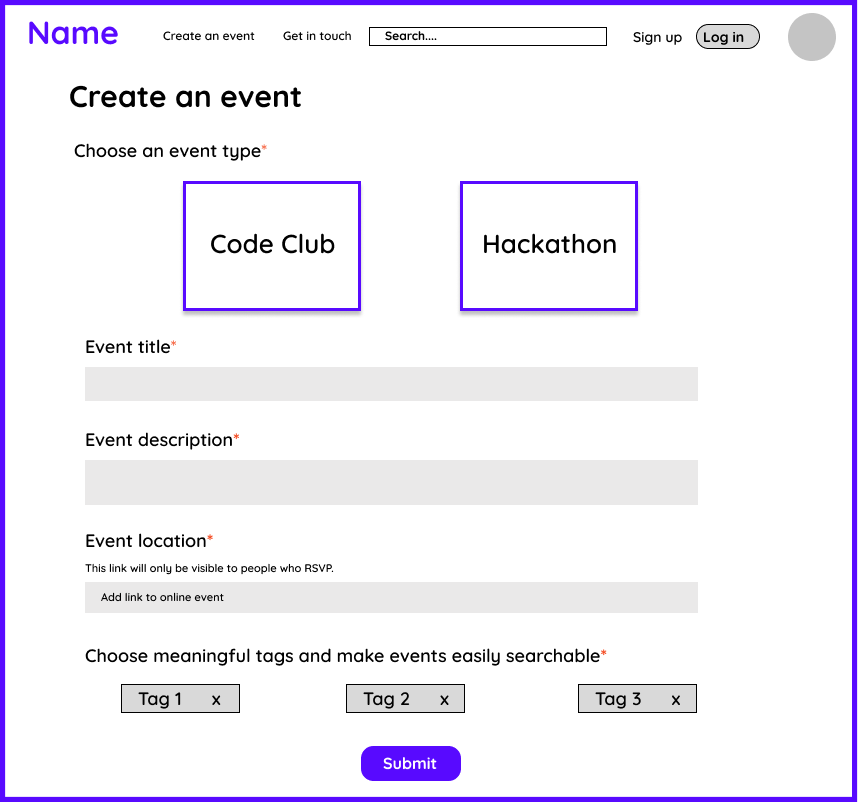 Name
Create an event
Get in touch
Search....
Sign up
Log in
Create an event
Choose an event type*
Code Club
Hackathon
Event title*
Event description*
Event location*
This link will only be visible to people who RSVP.
Add link to online event
Choose meaningful tags and make events easily searchable*
Tag 1 x
Tag 2 x
Tag 3 x
Submit